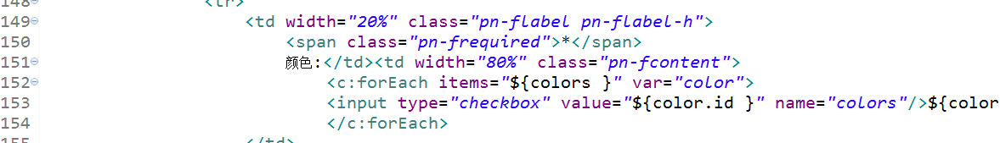 148 <tr>
149 <td width="20%" class="pn-flabel pn-flabel-h">
150 <span class="pn-frequired">*</span>
151 颜色:</td><td width="80%" class="pn-fcontent">
152 <c:forEach items="${colors }" var="color">
153 <input type="checkbox" value="${color.id }" name="colors"/>${color
154 </c:forEach>
155 </td>